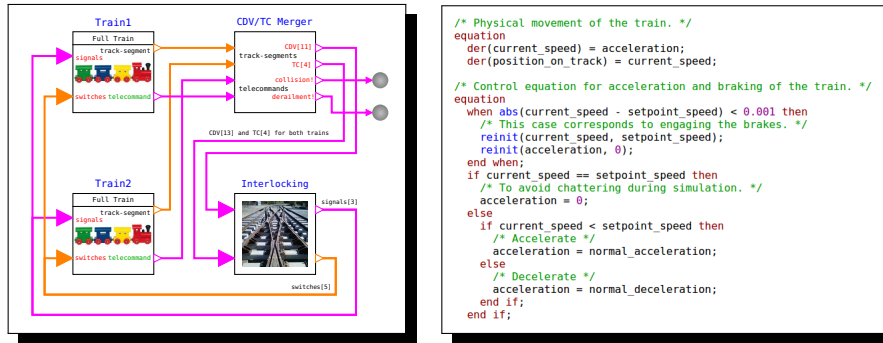 Train1
Full Train
track-segment
signals
switches telecommand
CDV/TC Merger
CDV[11]
track-segments
TC[4]
collision!
telecommands
derailment!
CDV[13] and TC[4] for both trains
Train2
Full Train
track-segment
signals
switches telecommand
Interlocking
signals[3]
switches[5]
/* Physical movement of the train. */
equation
der(current_speed) = acceleration;
der(position_on_track) = current_speed;
/* Control equation for acceleration and braking of the train. */
equation
when abs(current_speed - setpoint_speed) < 0.001 then
/* This case corresponds to engaging the brakes. */
reinit(current_speed, setpoint_speed);
reinit(acceleration, 0);
end when;
if current_speed == setpoint_speed then
/* To avoid chattering during simulation. */
acceleration = 0;
else
if current_speed < setpoint_speed then
/* Accelerate */
acceleration = normal_acceleration;
else
/* Decelerate */
acceleration = normal_deceleration;
end if;
end if;